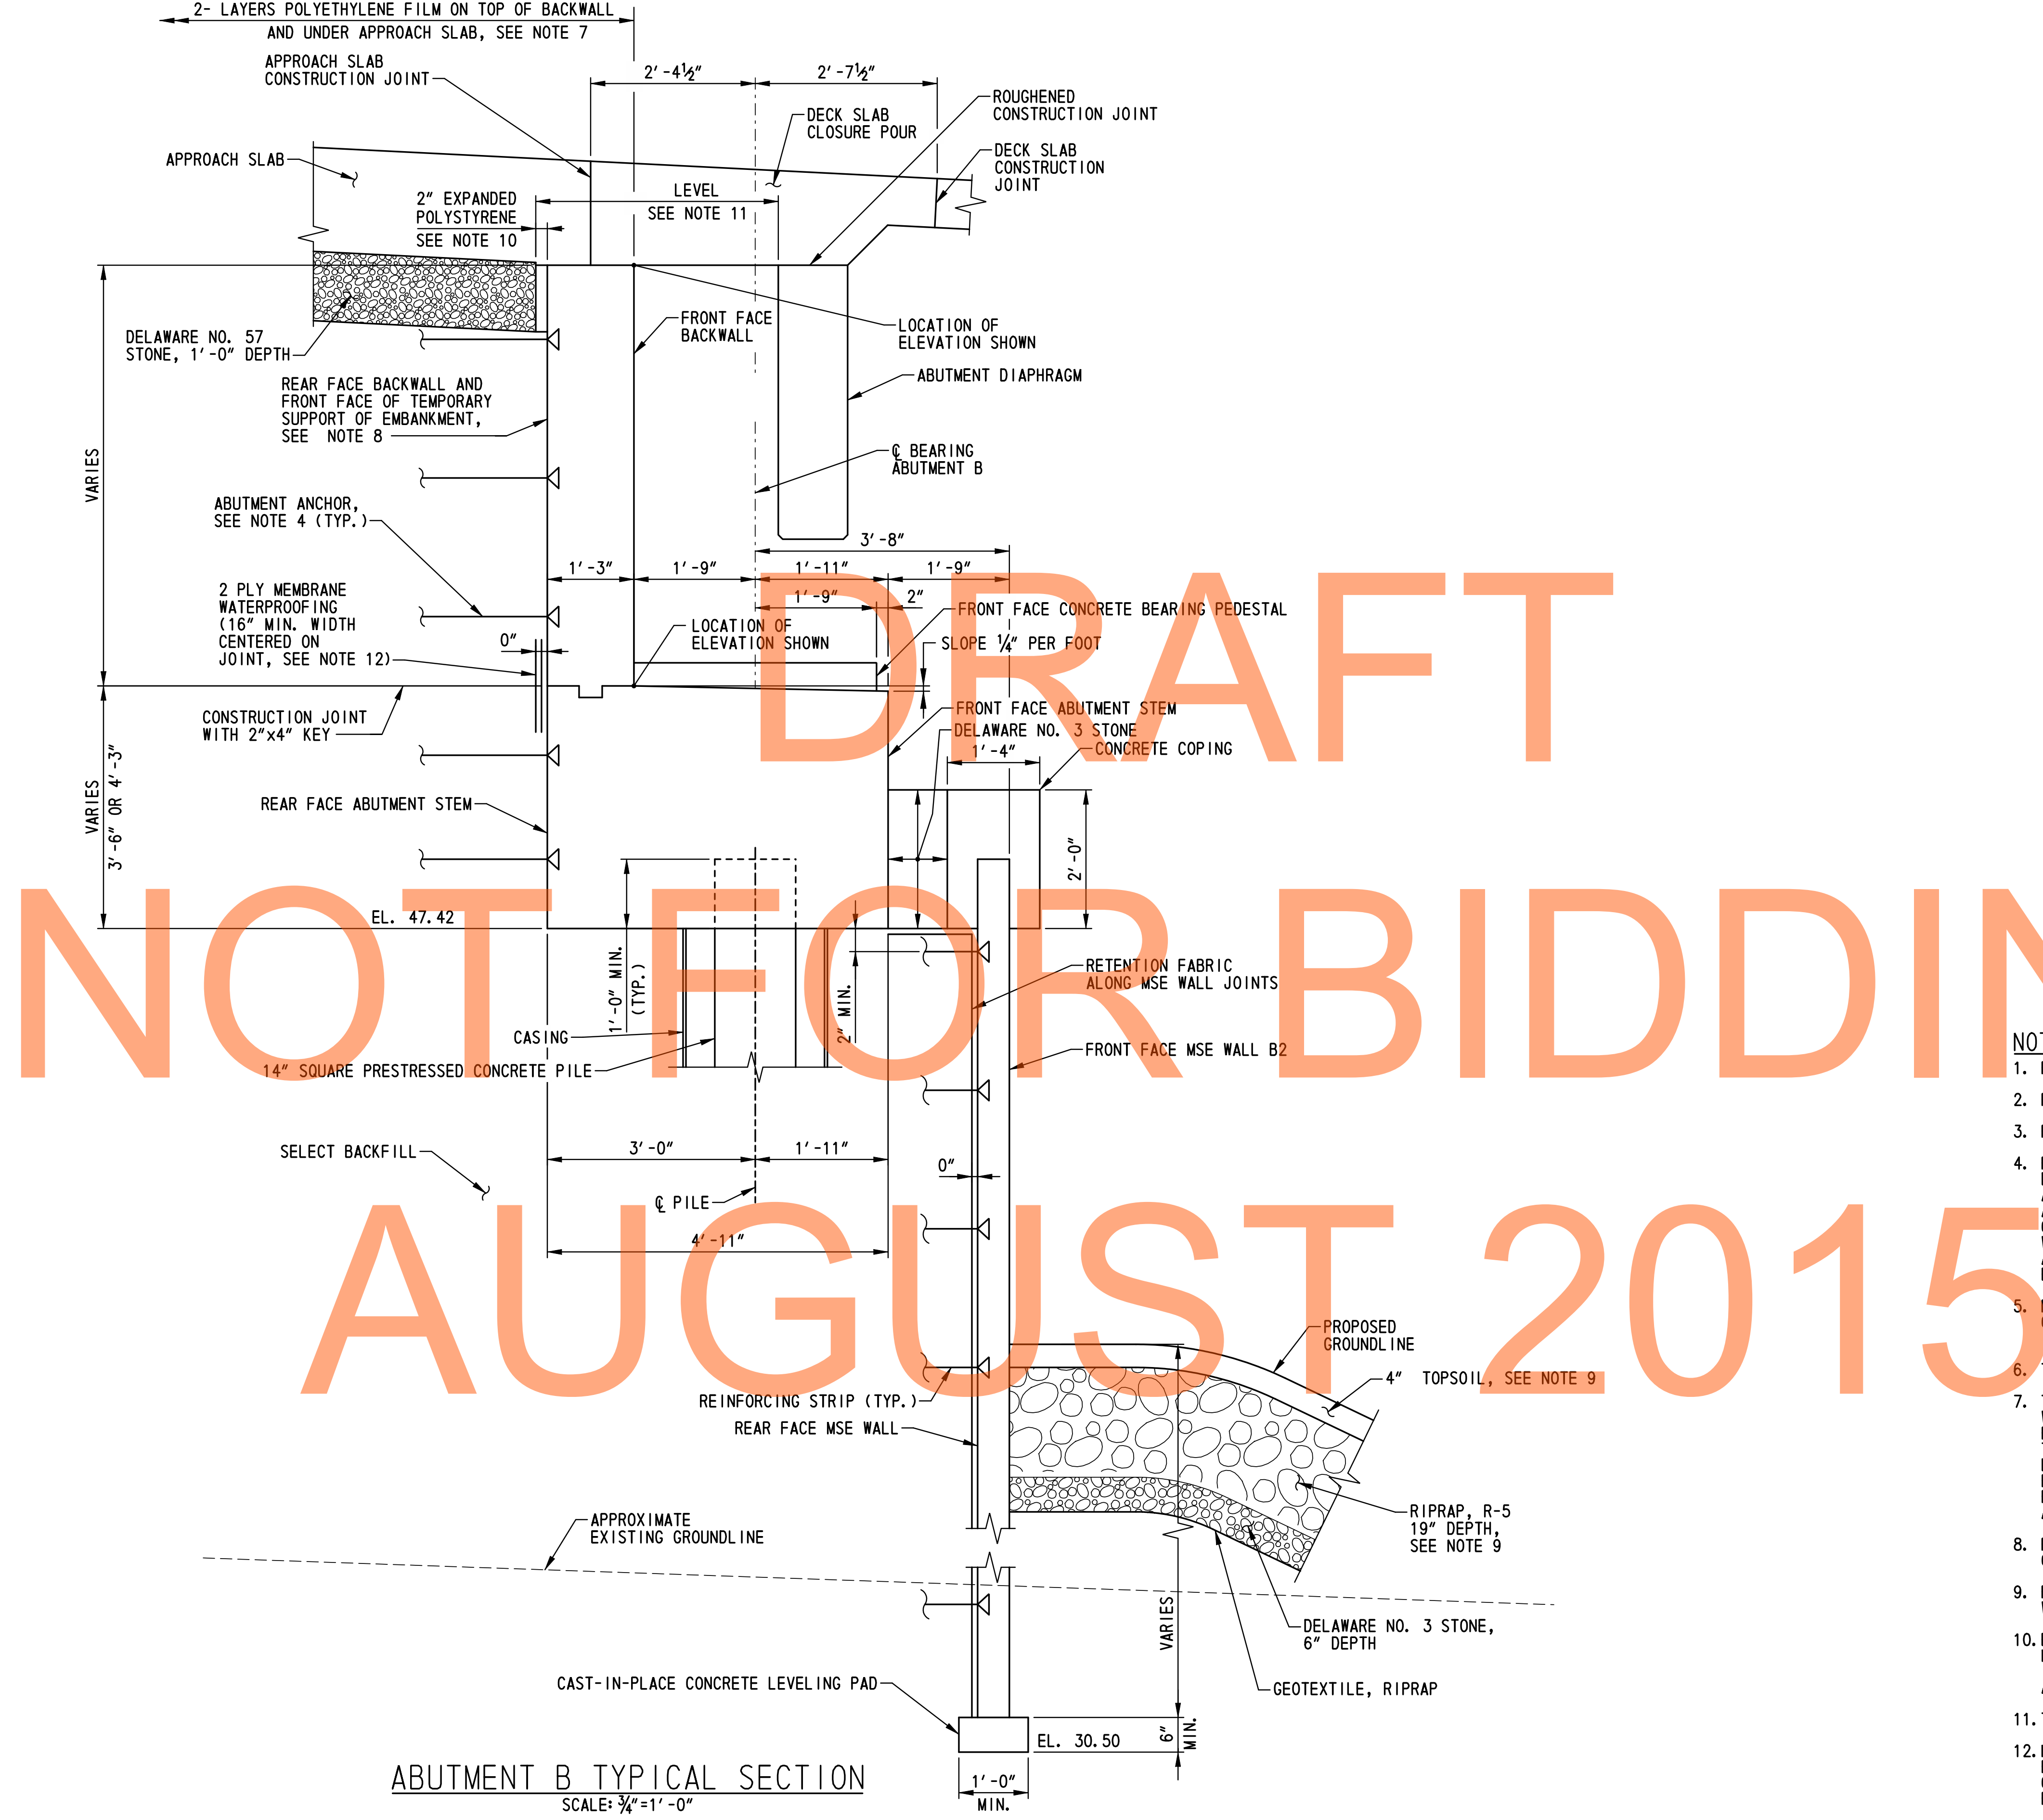 2- LAYERS POLYETHYLENE FILM ON TOP OF BACKWALL
AND UNDER APPROACH SLAB, SEE NOTE 7
APPROACH SLAB
CONSTRUCTION JOINT
2'-4½"
2'-7½"
ROUGHENED
CONSTRUCTION JOINT
DECK SLAB
CLOSURE POUR
APPROACH SLAB
DECK SLAB
CONSTRUCTION
JOINT
2" EXPANDED
POLYSTYRENE
SEE NOTE 10
LEVEL
SEE NOTE 11
DELAWARE NO. 57
STONE, 1'-0" DEPTH
FRONT FACE
BACKWALL
LOCATION OF
ELEVATION SHOWN
ABUTMENT DIAPHRAGM
REAR FACE BACKWALL AND
FRONT FACE OF TEMPORARY
SUPPORT OF EMBANKMENT,
SEE NOTE 8
VARIES
℄ BEARING
ABUTMENT B
ABUTMENT ANCHOR,
SEE NOTE 4 (TYP.)
3'-8"
1'-3"
1'-9"
1'-11"
1'-9"
1'-9"
2"
2 PLY MEMBRANE
WATERPROOFING
(16" MIN. WIDTH
CENTERED ON
JOINT, SEE NOTE 12)
0"
FRONT FACE CONCRETE BEARING PEDESTAL
LOCATION OF
ELEVATION SHOWN
SLOPE ¼" PER FOOT
DRAFT
CONSTRUCTION JOINT
WITH 2"x4" KEY
FRONT FACE ABUTMENT STEM
DELAWARE NO. 3 STONE
1'-4"
CONCRETE COPING
VARIES
3'-6" OR 4'-3"
REAR FACE ABUTMENT STEM
2'-0"
EL. 47.42
NOT FOR BIDDIN
1'-0" MIN.
(TYP.)
2" MIN.
RETENTION FABRIC
ALONG MSE WALL JOINTS
CASING
FRONT FACE MSE WALL B2
14" SQUARE PRESTRESSED CONCRETE PILE
SELECT BACKFILL
3'-0"
1'-11"
0"
℄ PILE
4'-11"
AUGUST 2015
PROPOSED
GROUNDLINE
4" TOPSOIL, SEE NOTE 9
REINFORCING STRIP (TYP.)
REAR FACE MSE WALL
RIPRAP, R-5
19" DEPTH,
SEE NOTE 9
APPROXIMATE
EXISTING GROUNDLINE
VARIES
DELAWARE NO. 3 STONE,
6" DEPTH
CAST-IN-PLACE CONCRETE LEVELING PAD
GEOTEXTILE, RIPRAP
6"
MIN.
EL. 30.50
1'-0"
MIN.
ABUTMENT B TYPICAL SECTION
SCALE: ¾"=1'-0"
1.
2.
3.
4.
5.
6.
7.
8.
9.
10.
11.
12.